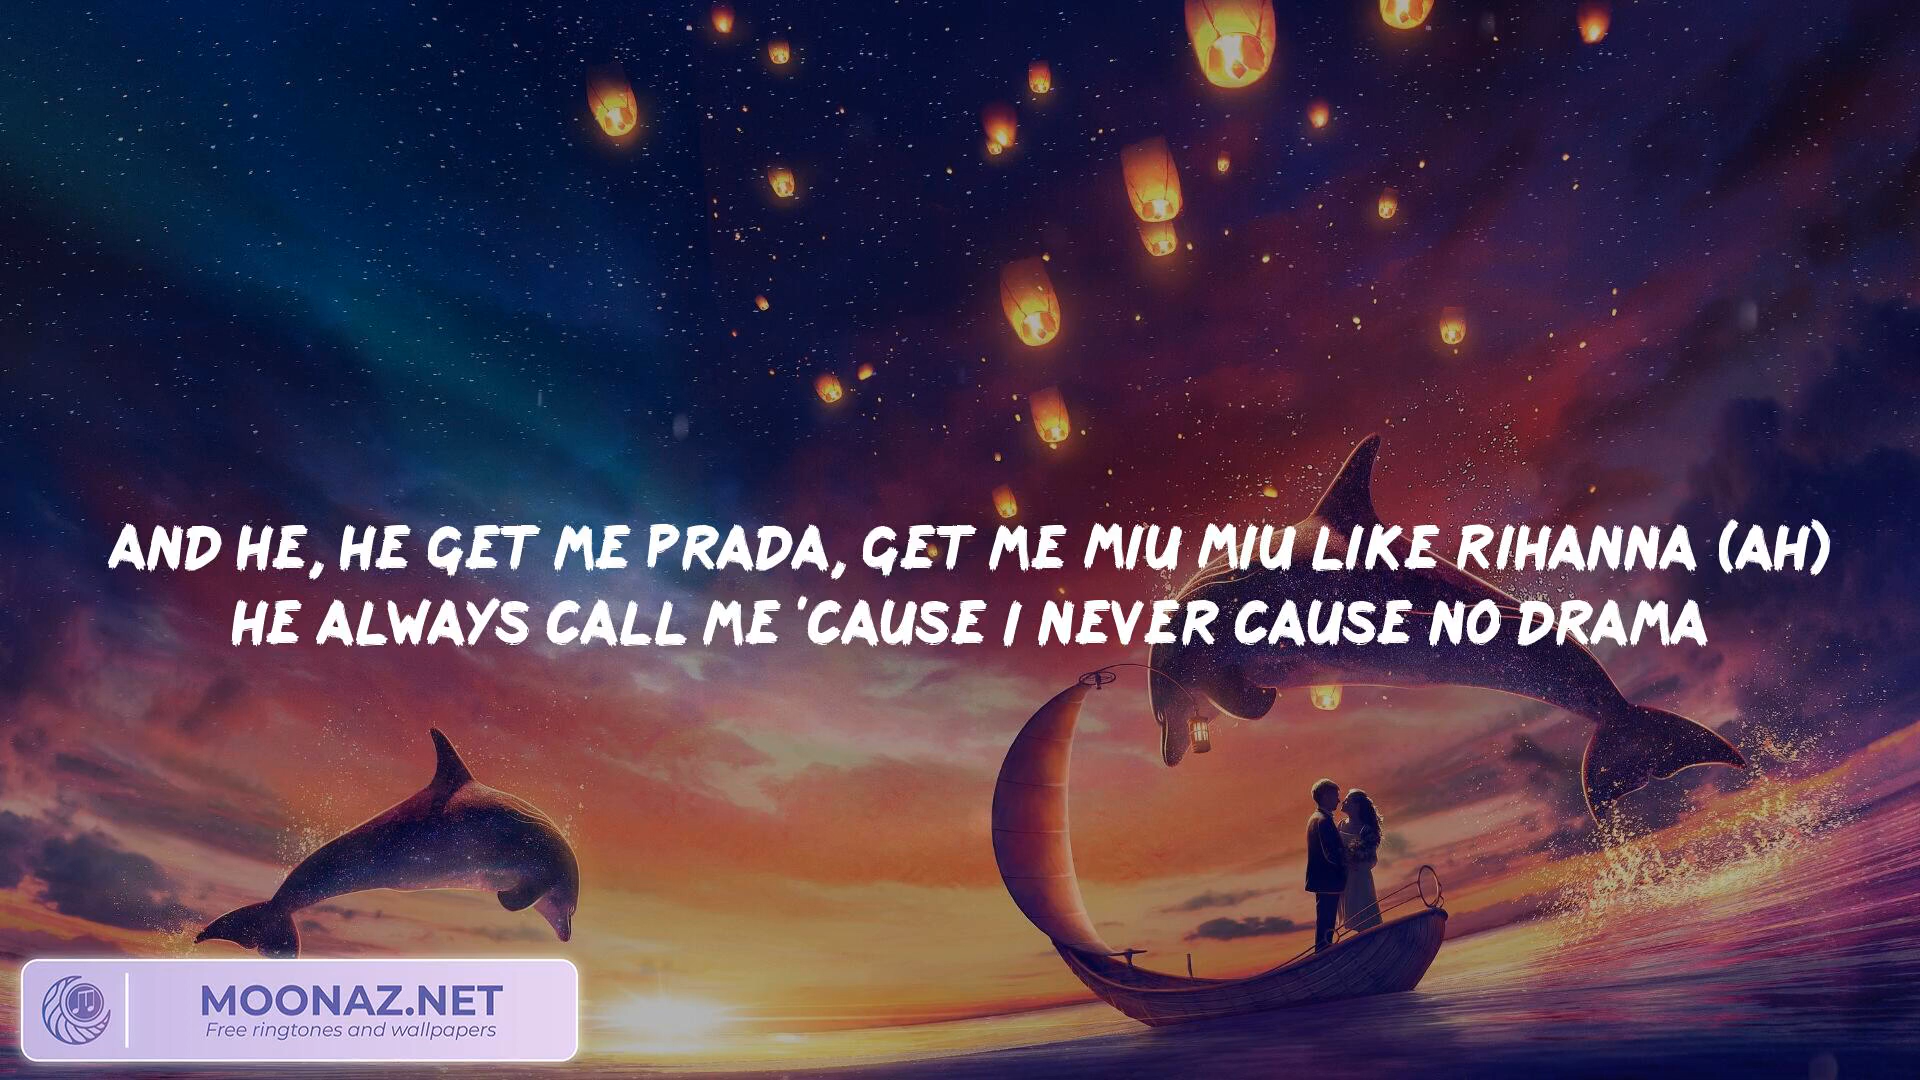 AND HE, HE GET ME PRADA, GET ME MIU MIU LIKE RIHANNA (AH)
HE ALWAYS CALL ME 'CAUSE I NEVER CAUSE NO DRAMA
MOONAZ.NET
Free ringtones and wallpapers